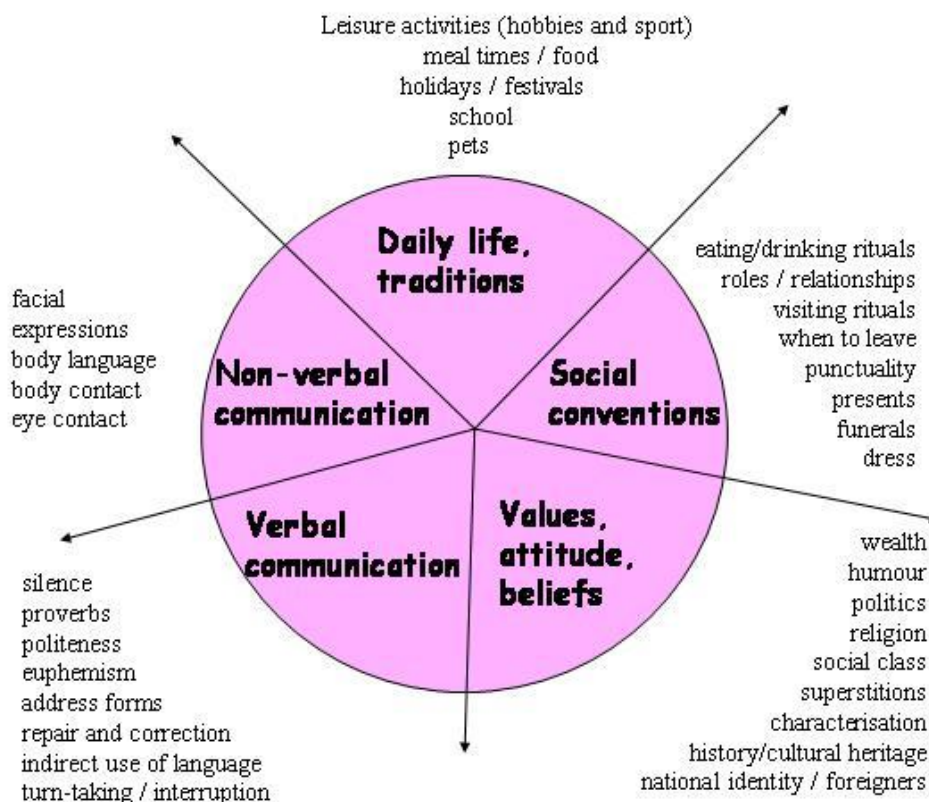 Leisure activities (hobbies and sport)
meal times / food
holidays / festivals
school
pets
Daily life,
traditions
eating/drinking rituals
roles / relationships
visiting rituals
when to leave
punctuality
presents
funerals
dress
facial
expressions
body language
body contact
eye contact
Non-verbal
communication
Social
conventions
Verbal
communication
Values,
attitude,
beliefs
silence
proverbs
politeness
euphemism
address forms
repair and correction
indirect use of language
turn-taking / interruption
wealth
humour
politics
religion
social class
superstitions
characterisation
history/cultural heritage
national identity / foreigners